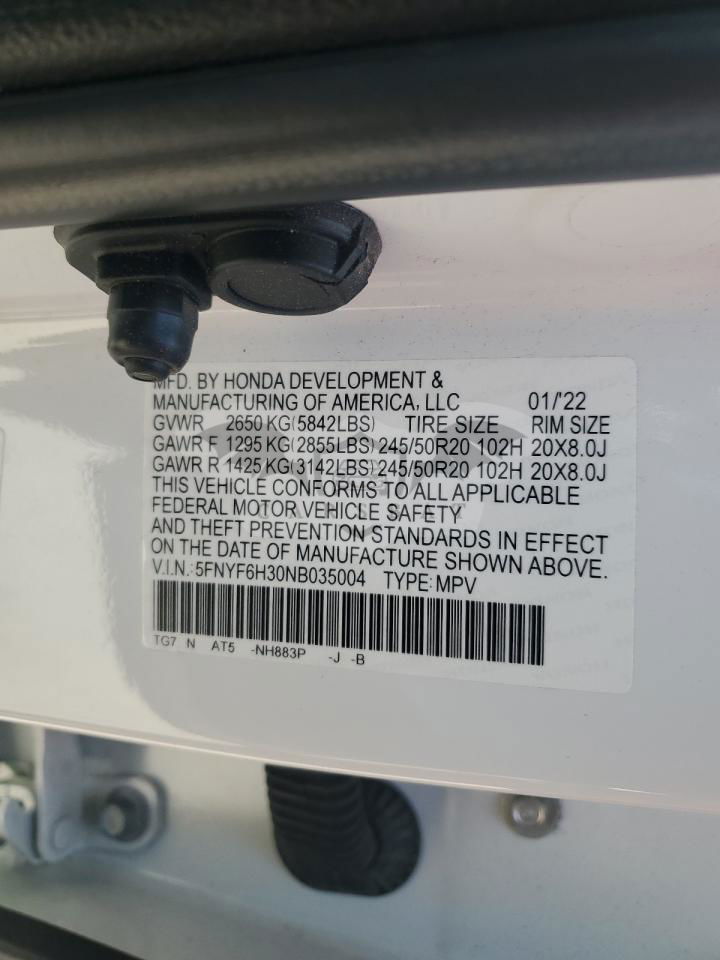 MFD. BY HONDA DEVELOPMENT &
MANUFACTURING OF AMERICA, LLC 01/'22
GVWR 2650 KG(5842LBS) TIRE SIZE RIM SIZE
GAWR F 1295 KG(2855LBS) 245/50R20 102H 20X8.0J
GAWR R 1425 KG(3142LBS) 245/50R20 102H 20X8.0J
THIS VEHICLE CONFORMS TO ALL APPLICABLE
FEDERAL MOTOR VEHICLE SAFETY
AND THEFT PREVENTION STANDARDS IN EFFECT
ON THE DATE OF MANUFACTURE SHOWN ABOVE.
V.I.N.:5FNYF6H30NB035004 TYPE:MPV
TG7 N AT5 -NH883P -J -B